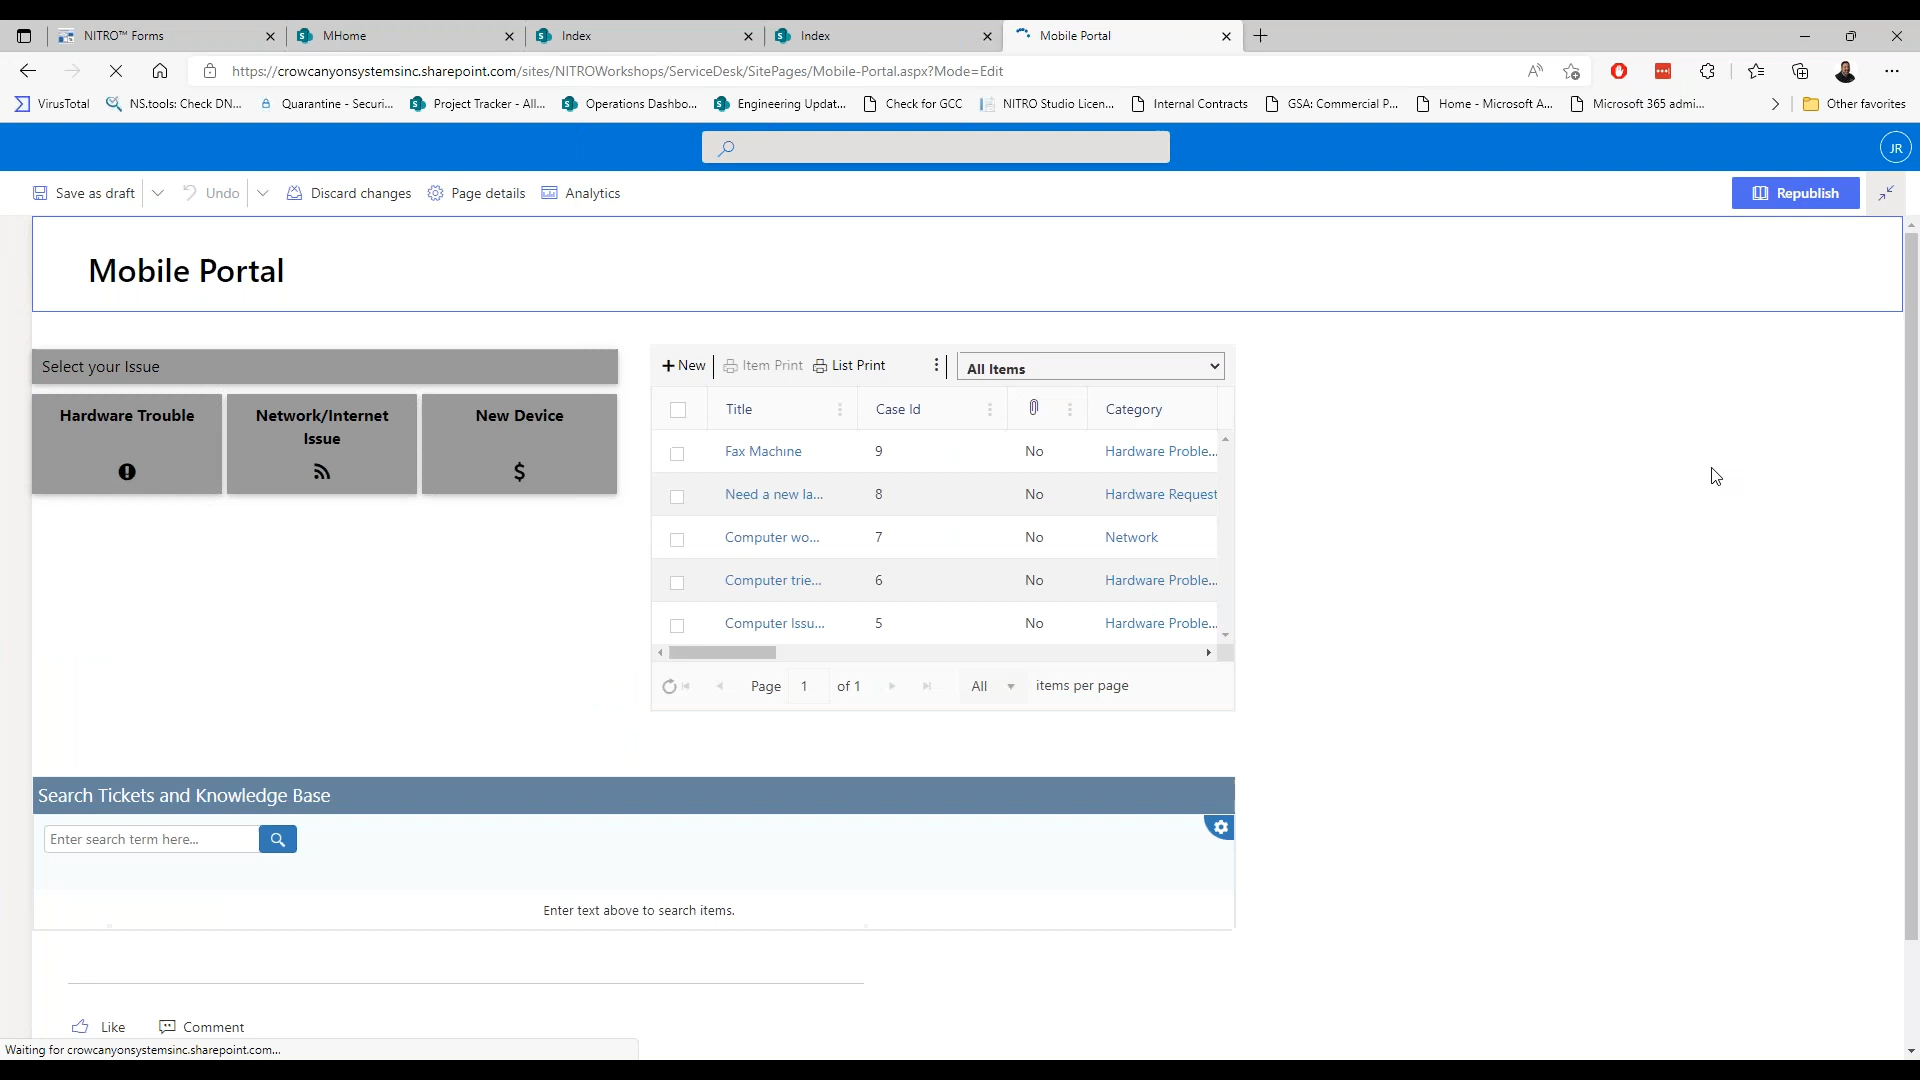 NITRO™ Forms
MHome
Index
Index
Mobile Portal
https://crowcanyonsystemsinc.sharepoint.com/sites/NITROWorkshops/ServiceDesk/SitePages/Mobile-Portal.aspx?Mode=Edit
VirusTotal
NS.tools: Check DN...
Quarantine - Securi...
Project Tracker - All...
Operations Dashbo...
Engineering Updat...
Check for GCC
NITRO Studio Licen...
Internal Contracts
GSA: Commercial P...
Home - Microsoft A...
Microsoft 365 admi...
Other favorites
JR
Save as draft
Undo
Discard changes
Page details
Analytics
Republish
Mobile Portal
Select your Issue
Hardware Trouble
Network/Internet
Issue
New Device
$
+ New
Item Print
List Print
All Items
Title
Case Id
Category
Fax Machine 9 No Hardware Proble...
Need a new la... 8 No Hardware Request
Computer wo... 7 No Network
Computer trie... 6 No Hardware Proble...
Computer Issu... 5 No Hardware Proble...
Page 1 of 1 All items per page
Search Tickets and Knowledge Base
Enter search term here...
Enter text above to search items.
Like
Comment
Waiting for crowcanyonsystemsinc.sharepoint.com...